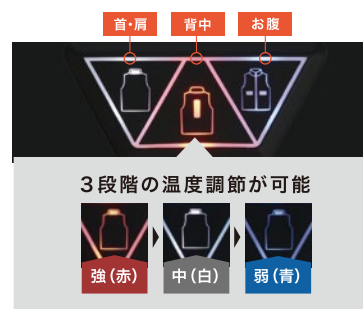 首・肩
背中
お腹
3段階の温度調節が可能
強(赤)
中(白)
弱(青)